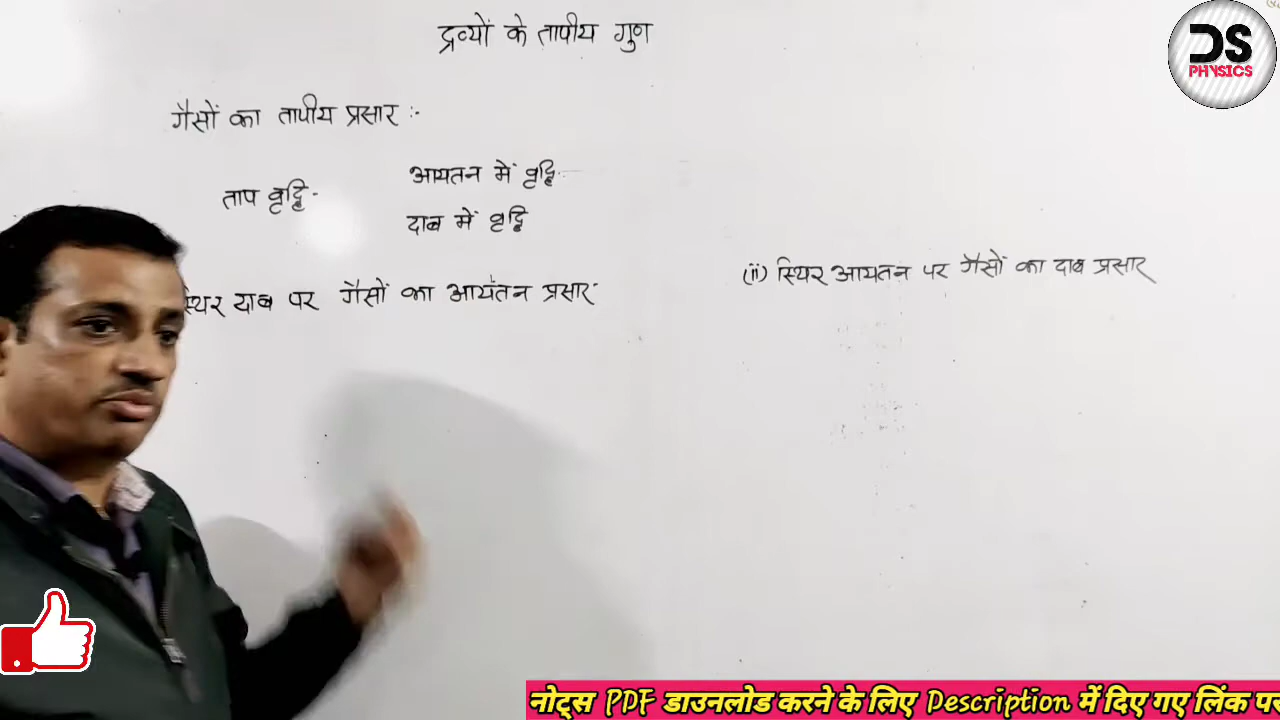 द्रव्यों के तापीय गुण
DS
PHYSICS
गैसों का तापीय प्रसार :-
ताप वृद्धि-
आयतन में वृद्धि-
दाब में वृद्धि
स्थिर दाब पर गैसों का आयतन प्रसार-
(ii) स्थिर आयतन पर गैसों का दाब प्रसार
नोट्स PDF डाउनलोड करने के लिए Description में दिए गए लिंक पर